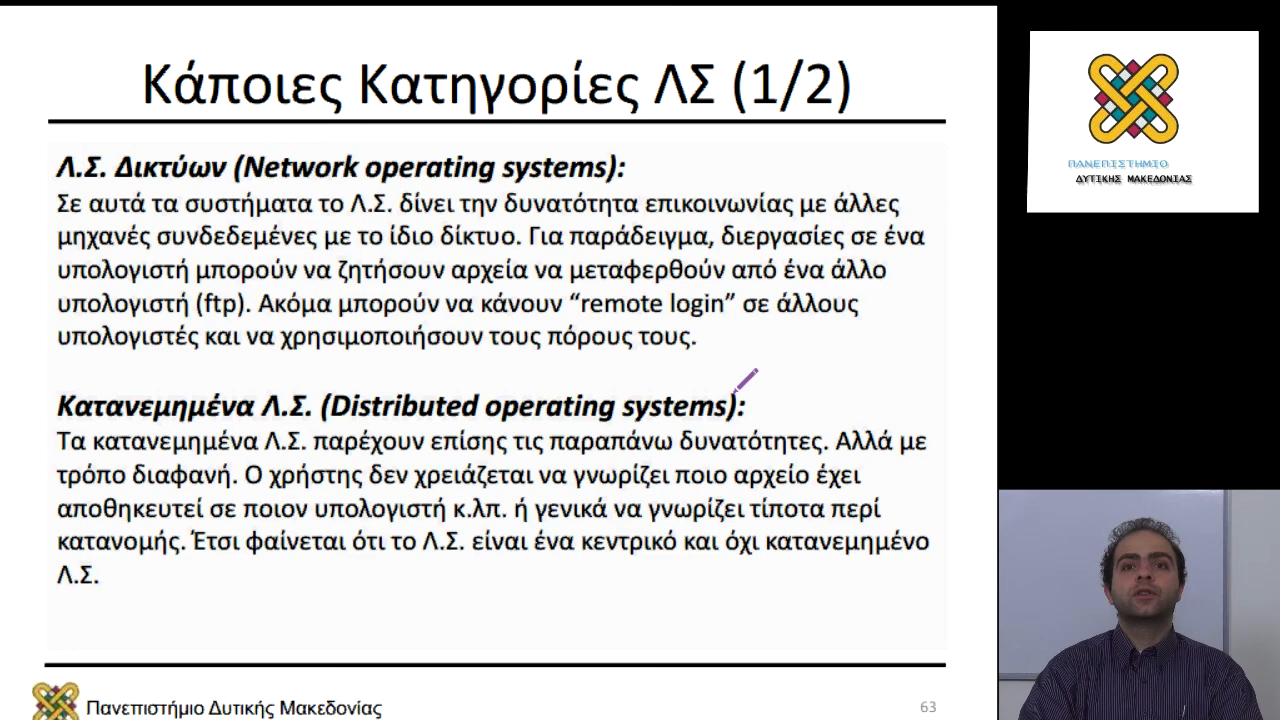 Κάποιες Κατηγορίες ΛΣ (1/2)
Λ.Σ. Δικτύων (Network operating systems):
Σε αυτά τα συστήματα το Λ.Σ. δίνει την δυνατότητα επικοινωνίας με άλλες
μηχανές συνδεδεμένες με το ίδιο δίκτυο. Για παράδειγμα, διεργασίες σε ένα
υπολογιστή μπορούν να ζητήσουν αρχεία να μεταφερθούν από ένα άλλο
υπολογιστή (ftp). Ακόμα μπορούν να κάνουν “remote login” σε άλλους
υπολογιστές και να χρησιμοποιήσουν τους πόρους τους.
Κατανεμημένα Λ.Σ. (Distributed operating systems):
Τα κατανεμημένα Λ.Σ. παρέχουν επίσης τις παραπάνω δυνατότητες. Αλλά με
τρόπο διαφανή. Ο χρήστης δεν χρειάζεται να γνωρίζει ποιο αρχείο έχει
αποθηκευτεί σε ποιον υπολογιστή κ.λπ. ή γενικά να γνωρίζει τίποτα περί
κατανομής. Έτσι φαίνεται ότι το Λ.Σ. είναι ένα κεντρικό και όχι κατανεμημένο
Λ.Σ.
Πανεπιστήμιο Δυτικής Μακεδονίας
63
ΠΑΝΕΠΙΣΤΗΜΙΟ
ΔΥΤΙΚΗΣ ΜΑΚΕΔΟΝΙΑΣ